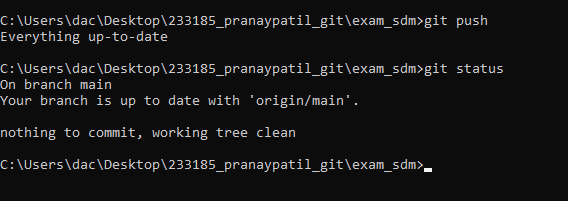 C:\Users\dac\Desktop\233185_pranaypatil_git\exam_sdm>git push
Everything up-to-date
C:\Users\dac\Desktop\233185_pranaypatil_git\exam_sdm>git status
On branch main
Your branch is up to date with 'origin/main'.
nothing to commit, working tree clean
C:\Users\dac\Desktop\233185_pranaypatil_git\exam_sdm>